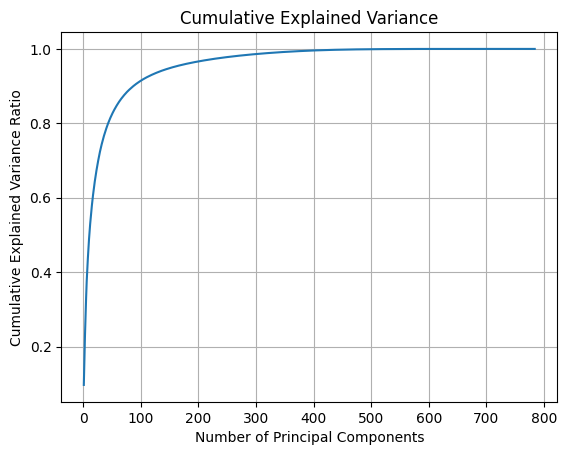 Cumulative Explained Variance
Cumulative Explained Variance Ratio
1.0
0.8
0.6
0.4
0.2
0 100 200 300 400 500 600 700 800
Number of Principal Components